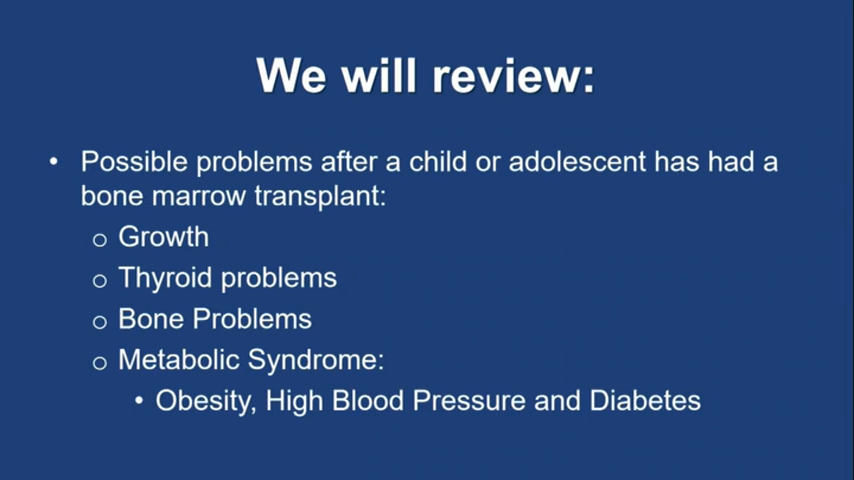 We will review:
• Possible problems after a child or adolescent has had a
bone marrow transplant:
o Growth
o Thyroid problems
o Bone Problems
o Metabolic Syndrome:
• Obesity, High Blood Pressure and Diabetes